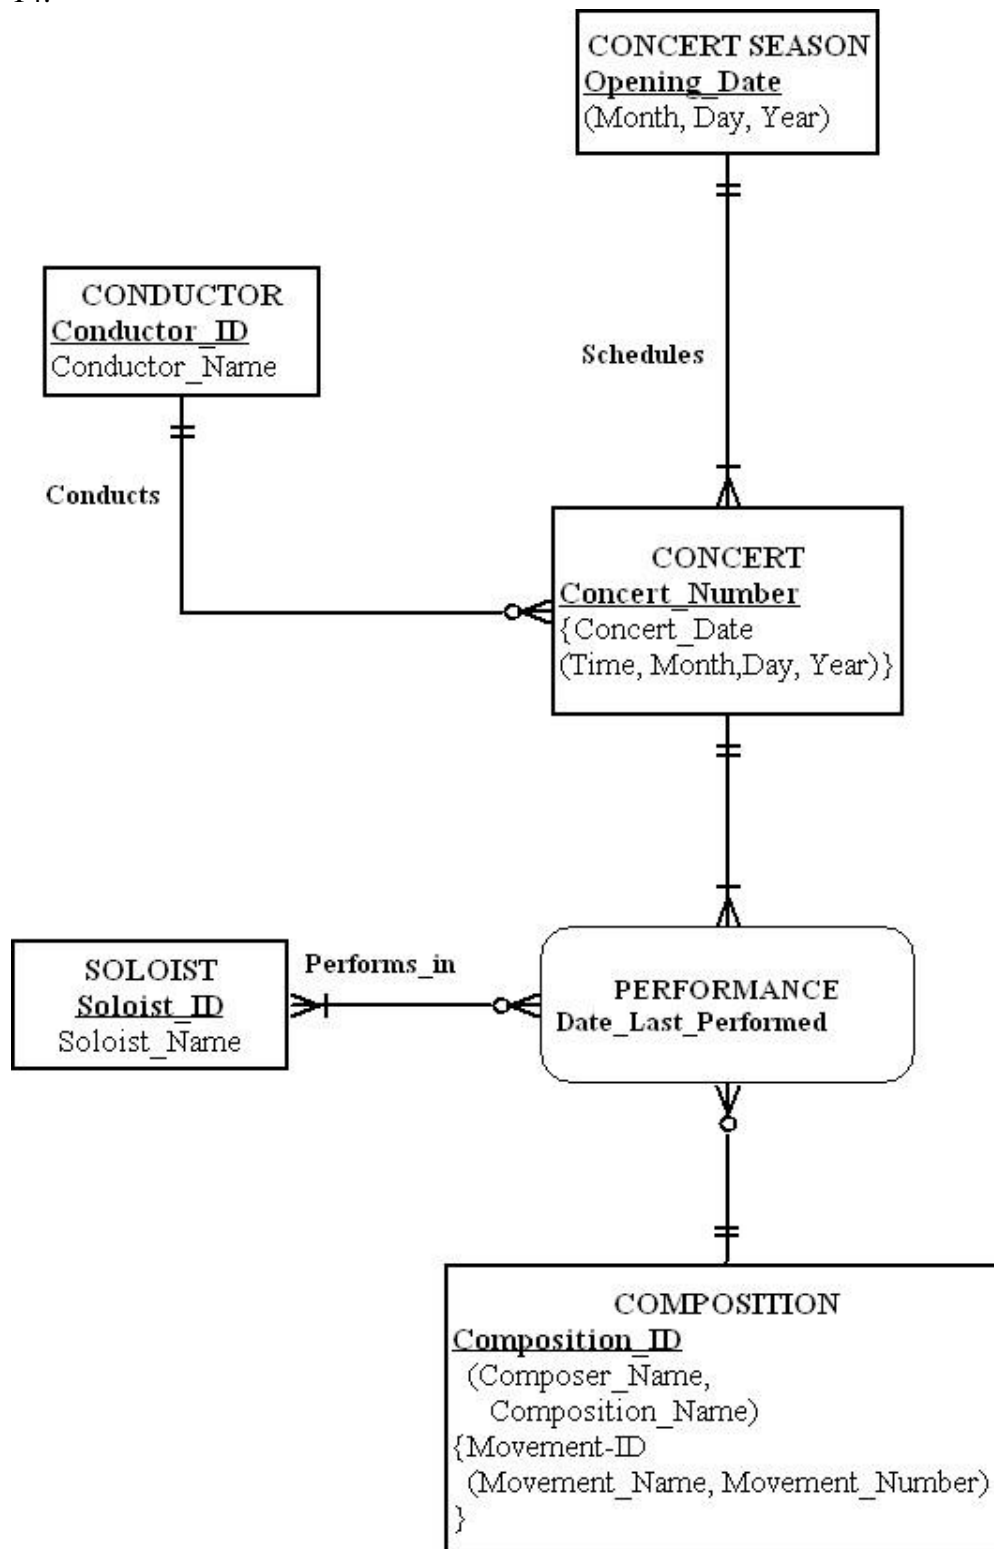 CONCERT SEASON
Opening_Date
(Month, Day, Year)
CONDUCTOR
Conductor_ID
Conductor_Name
Schedules
Conducts
CONCERT
Concert_Number
{Concert_Date
(Time, Month,Day, Year)}
SOLOIST
Soloist_ID
Soloist_Name
Performs_in
PERFORMANCE
Date_Last_Performed
COMPOSITION
Composition_ID
(Composer_Name,
Composition_Name)
{Movement-ID
(Movement_Name, Movement_Number)
}